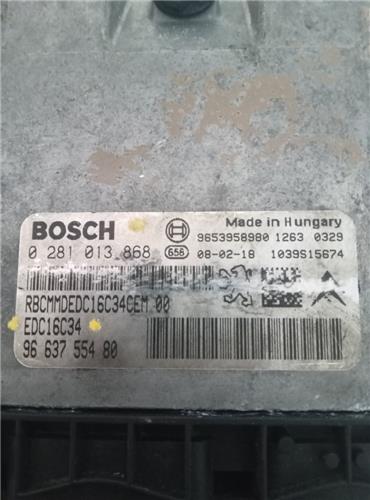 BOSCH
Made in Hungary
0 281 013 868
656
9653958980 1263 0329
08-02-18 1039S15674
RBCMMDEDC16C34CEM 00
EDC16C34
96 637 554 80